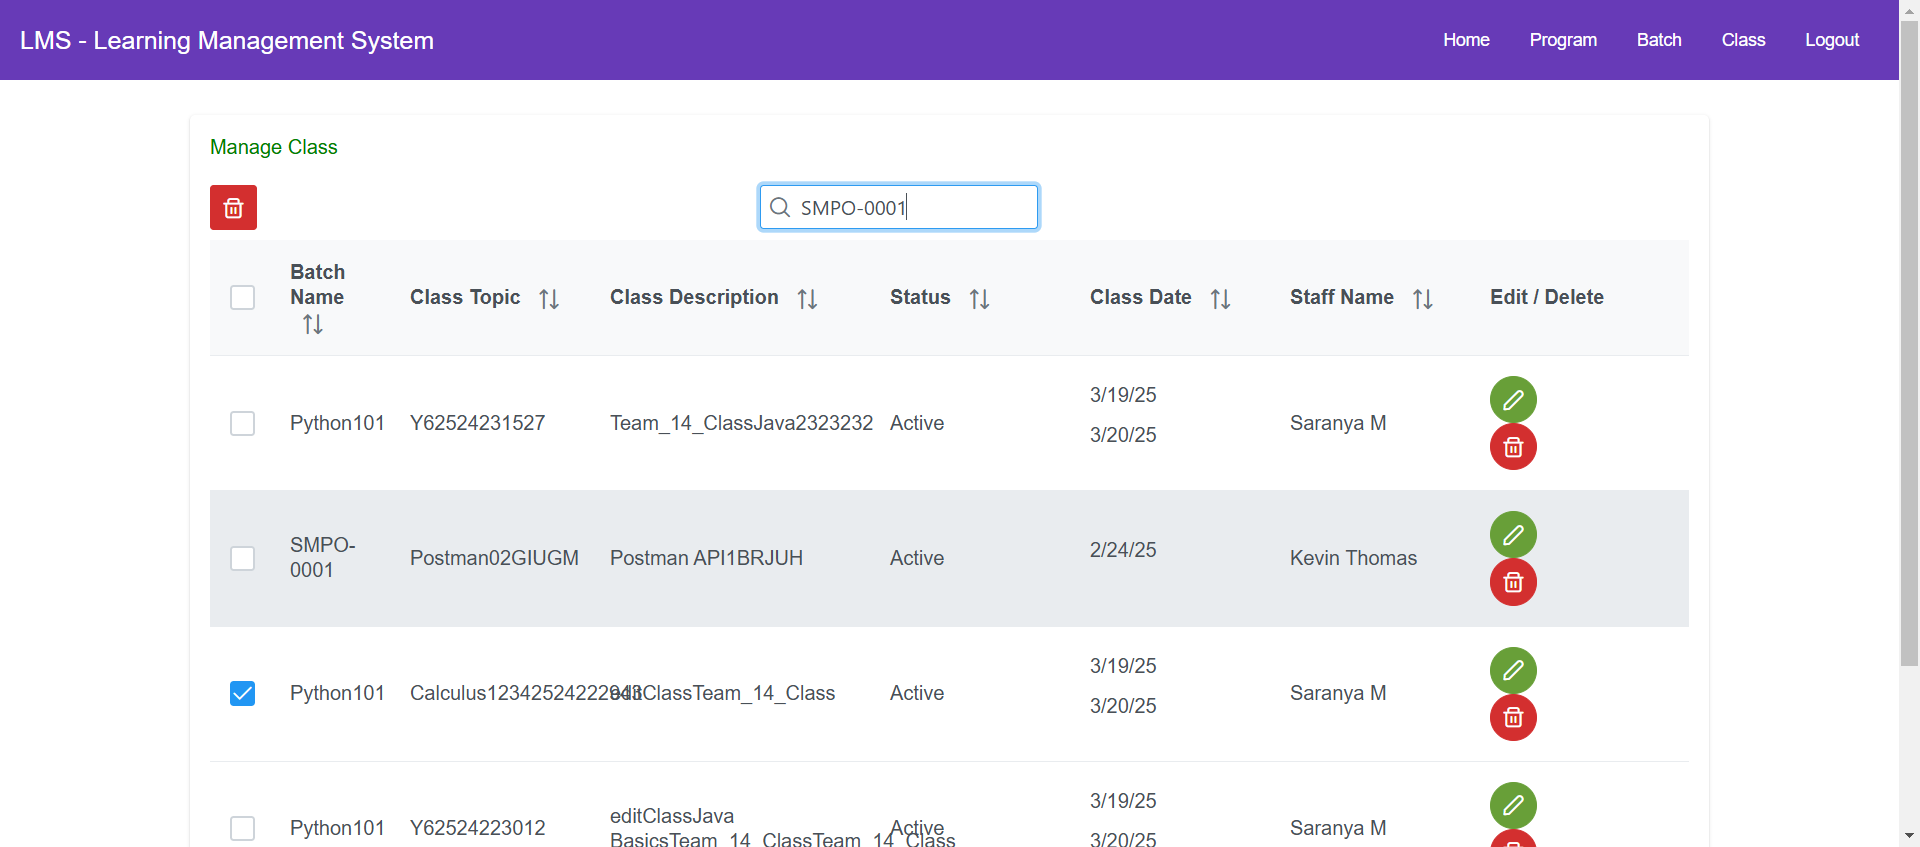 LMS - Learning Management System
Home Program Batch Class Logout
Manage Class
SMPO-0001
Batch Name Class Topic Class Description Status Class Date Staff Name Edit / Delete
Python101 Y62524231527 Team_14_ClassJava2323232 Active 3/19/25 Saranya M
3/20/25
SMPO-
0001 Postman02GIUGM Postman API1BRJUH Active 2/24/25 Kevin Thomas
Python101 Calculus12342524222943 editClassTeam_14_Class Active 3/19/25 Saranya M
3/20/25
Python101 Y62524223012 editClassJava Active 3/19/25 Saranya M
BasicsTeam_14_ClassTeam_14_Class 3/20/25